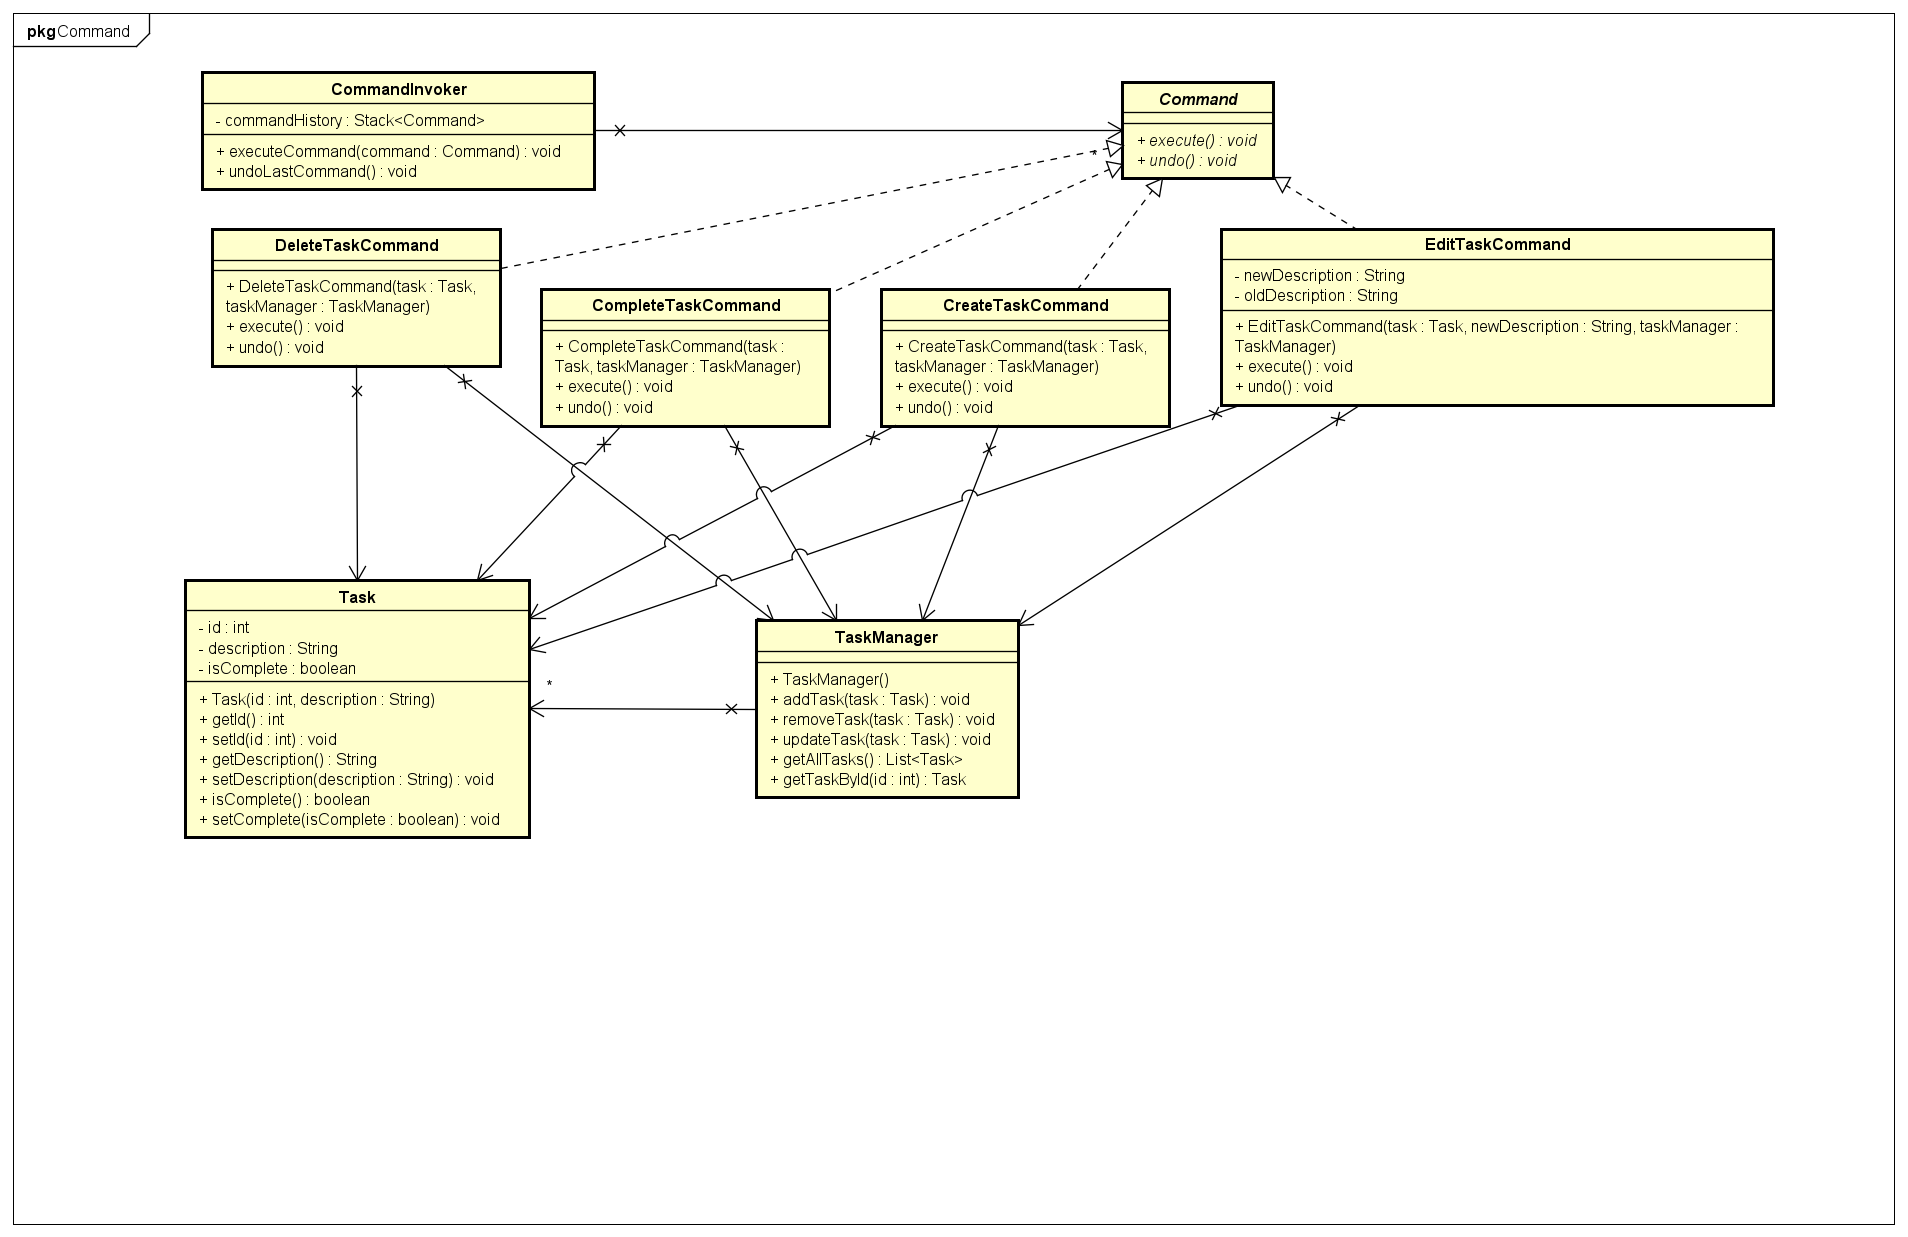 pkg Command
CommandInvoker
- commandHistory : Stack<Command>
+ executeCommand(command : Command) : void
+ undoLastCommand() : void
Command
+ execute() : void
+ undo() : void
*
DeleteTaskCommand
+ DeleteTaskCommand(task : Task,
taskManager : TaskManager)
+ execute() : void
+ undo() : void
CompleteTaskCommand
+ CompleteTaskCommand(task :
Task, taskManager : TaskManager)
+ execute() : void
+ undo() : void
CreateTaskCommand
+ CreateTaskCommand(task : Task,
taskManager : TaskManager)
+ execute() : void
+ undo() : void
EditTaskCommand
- newDescription : String
- oldDescription : String
+ EditTaskCommand(task : Task, newDescription : String, taskManager :
TaskManager)
+ execute() : void
+ undo() : void
Task
- id : int
- description : String
- isComplete : boolean
+ Task(id : int, description : String)
+ getId() : int
+ setId(id : int) : void
+ getDescription() : String
+ setDescription(description : String) : void
+ isComplete() : boolean
+ setComplete(isComplete : boolean) : void
*
TaskManager
+ TaskManager()
+ addTask(task : Task) : void
+ removeTask(task : Task) : void
+ updateTask(task : Task) : void
+ getAllTasks() : List<Task>
+ getTaskById(id : int) : Task